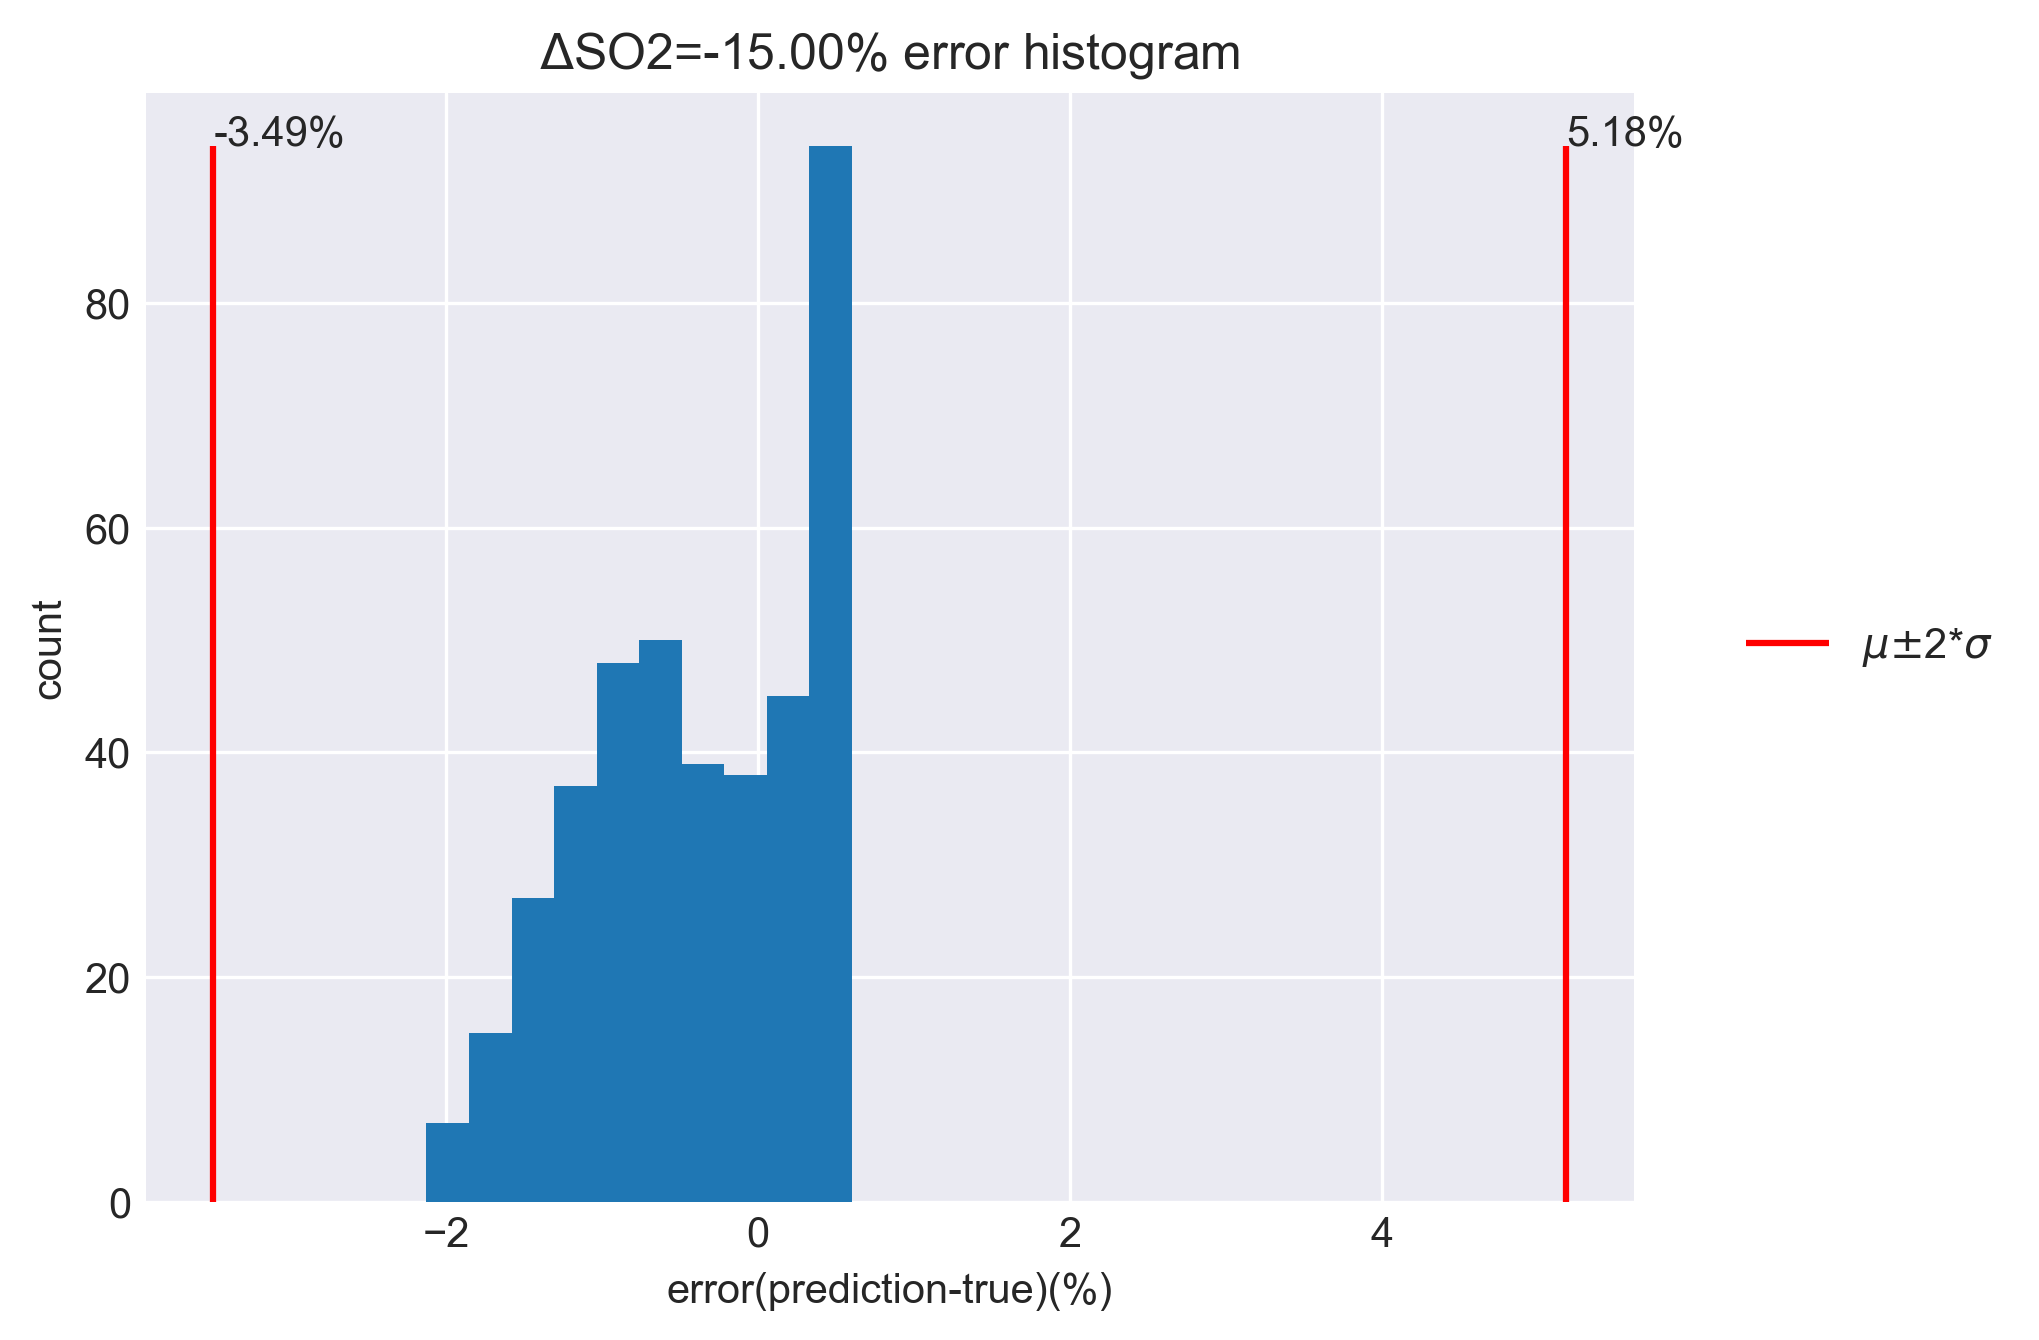 ΔSO2=-15.00% error histogram
-3.49%
5.18%
80
60
40
20
0
count
−2
0
2
4
error(prediction-true)(%)
μ±2*σ